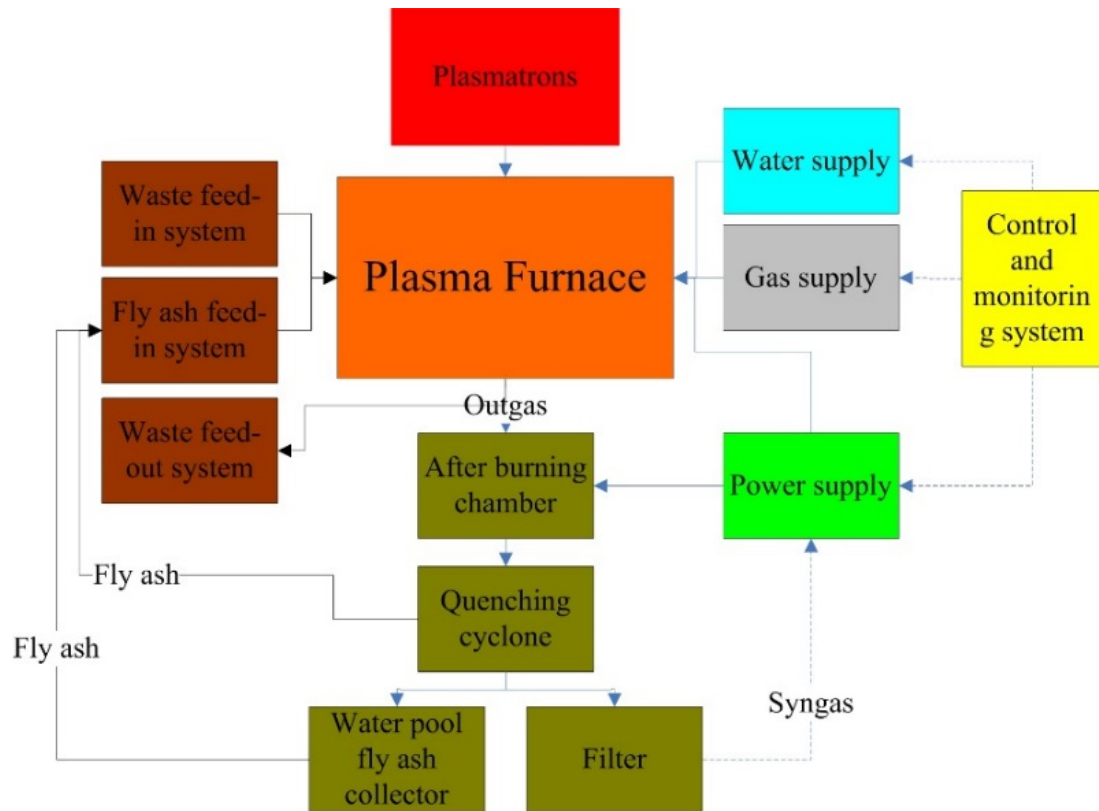 Plasmatrons
Waste feed-
in system
Water supply
Plasma Furnace
Control
and
monitorin
g system
Gas supply
Fly ash feed-
in system
Outgas
Waste feed-
out system
After burning
chamber
Power supply
Fly ash
Quenching
cyclone
Fly ash
Syngas
Water pool
fly ash
collector
Filter